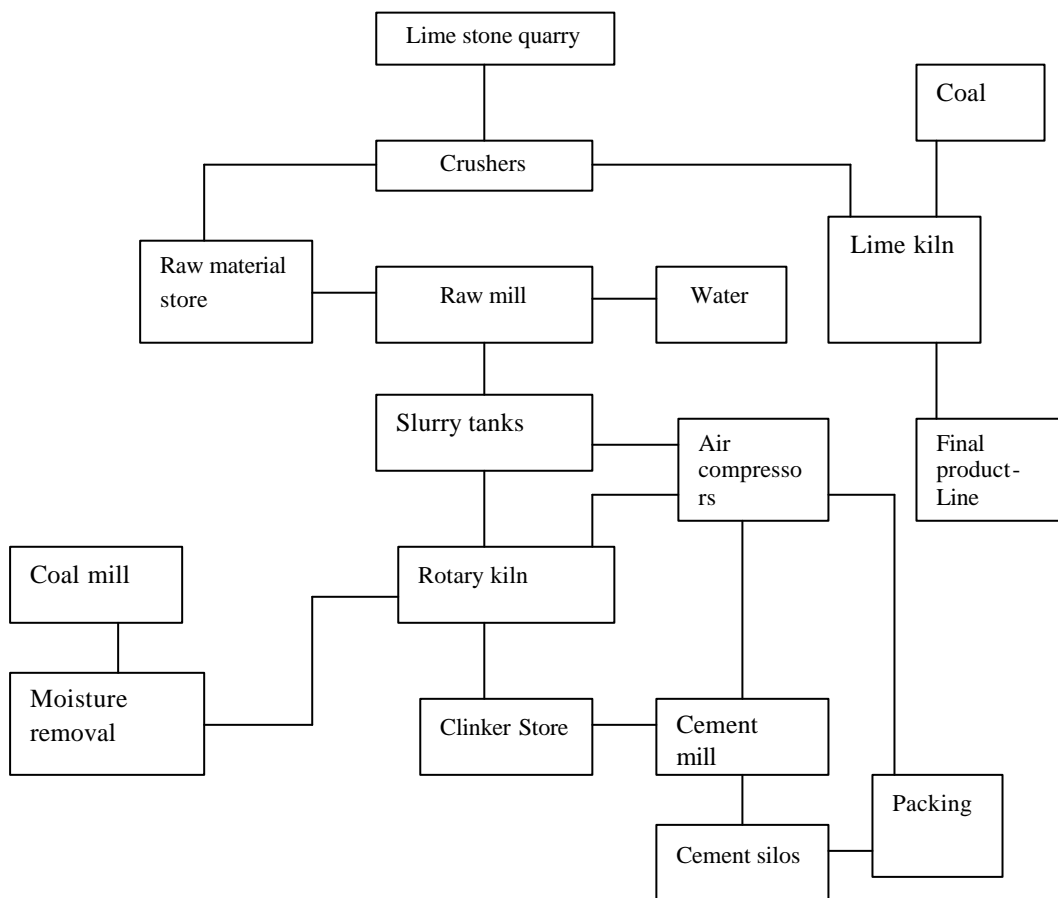 Lime stone quarry
Coal
Crushers
Lime kiln
Raw material
store
Raw mill
Water
Slurry tanks
Air
compresso
rs
Final
product-
Line
Coal mill
Rotary kiln
Moisture
removal
Clinker Store
Cement
mill
Packing
Cement silos